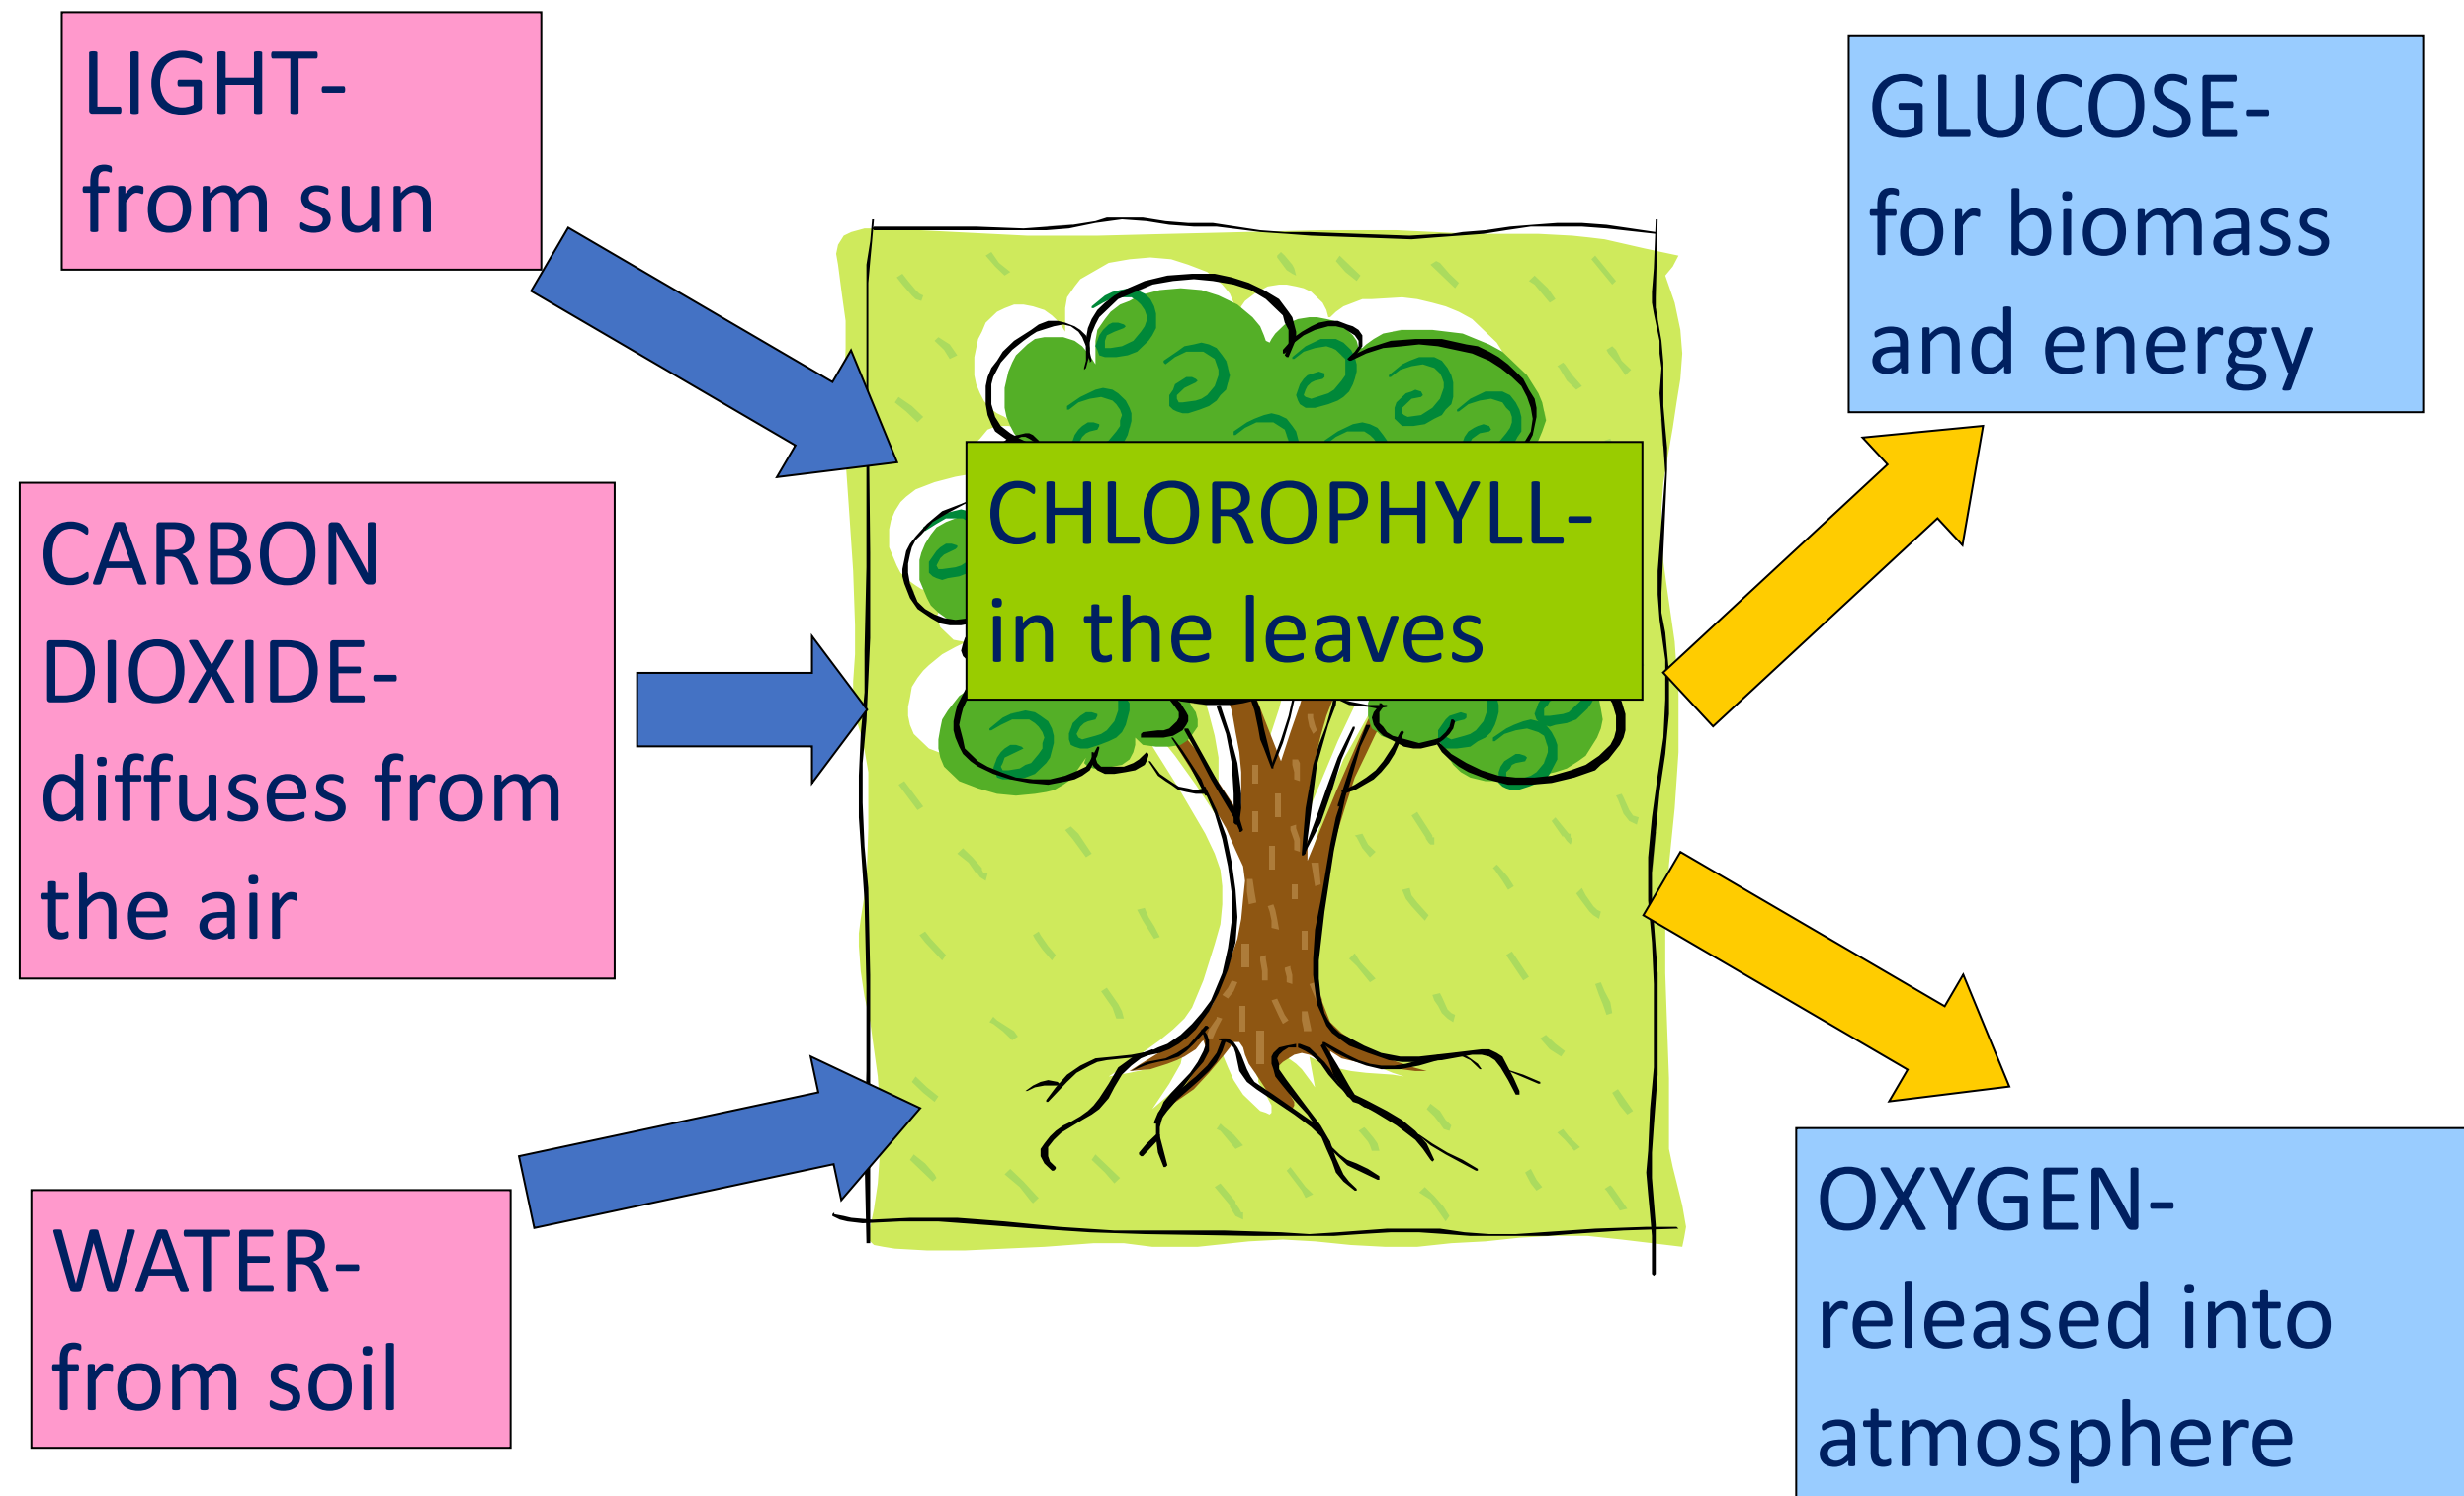 LIGHT-
from sun
CARBON
DIOXIDE-
diffuses from
the air
WATER-
from soil
CHLOROPHYLL-
in the leaves
GLUCOSE-
for biomass
and energy
OXYGEN-
released into
atmosphere